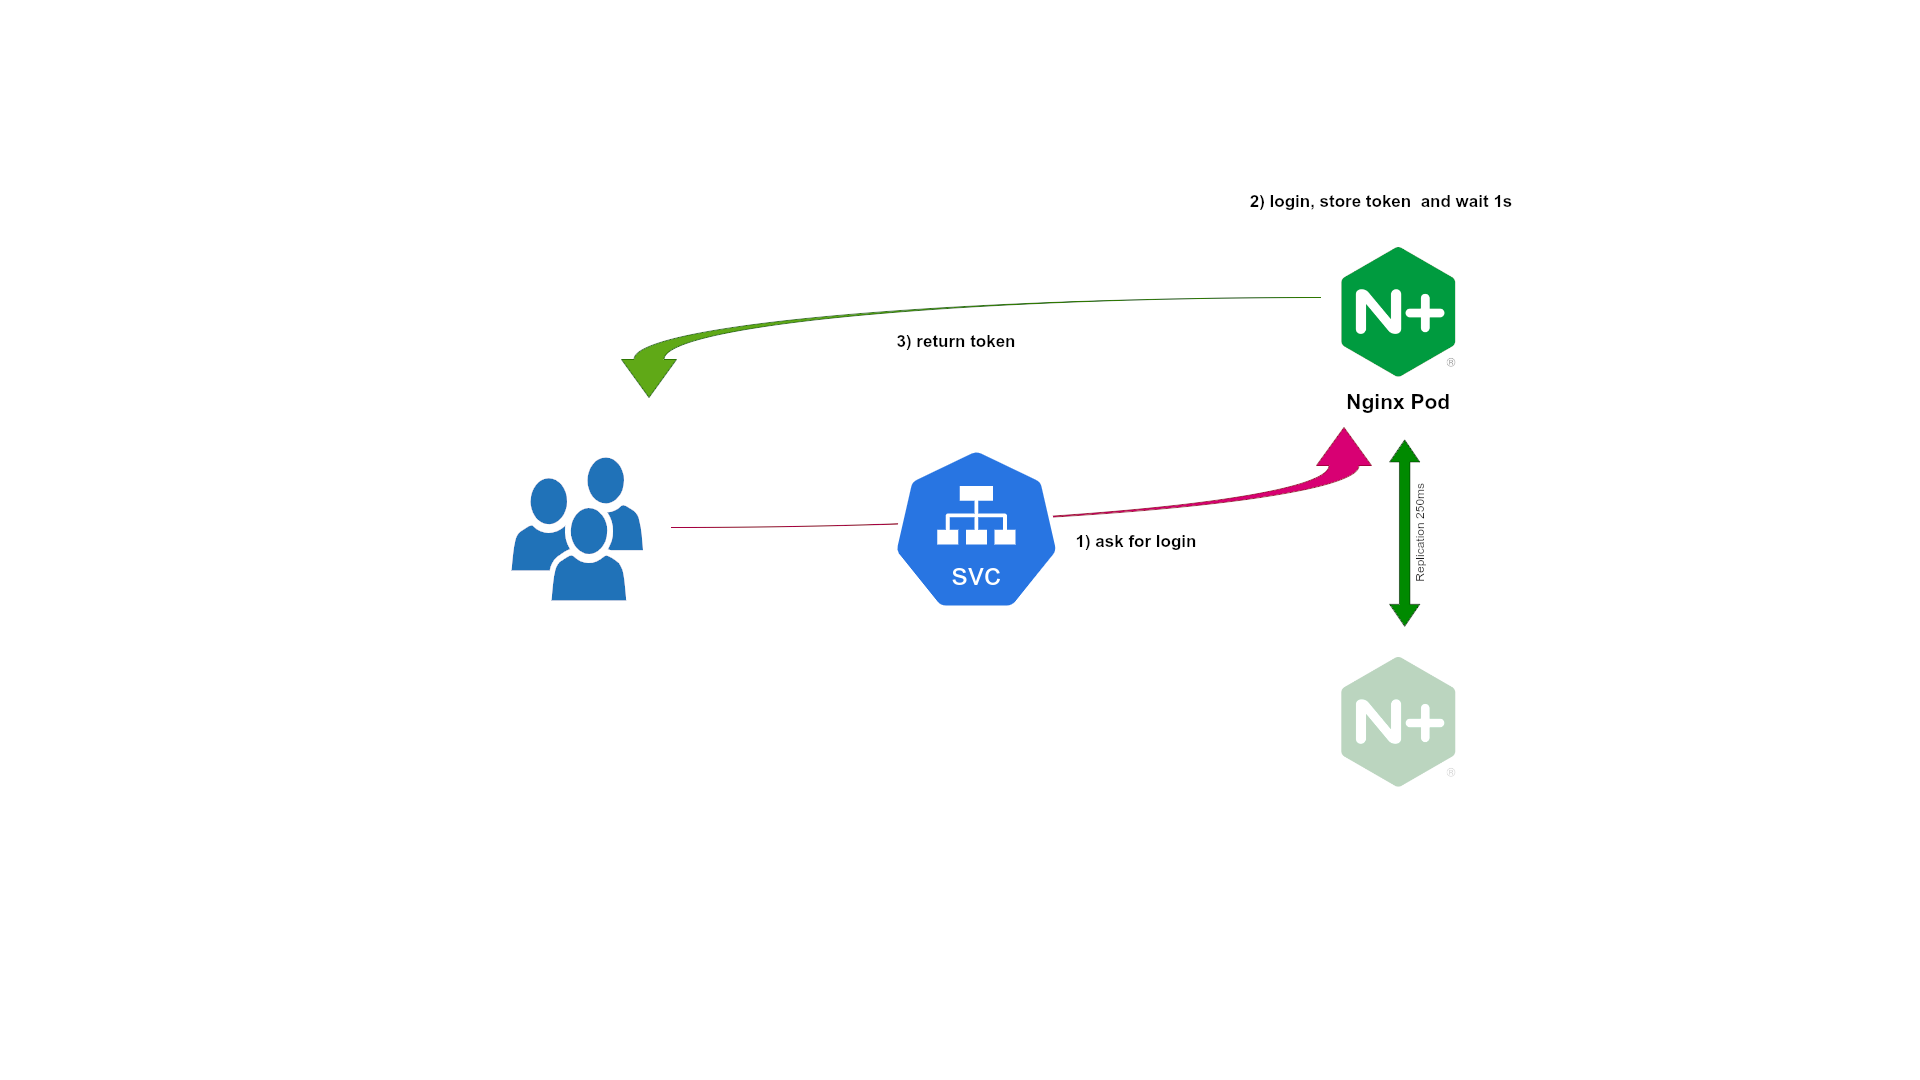 2) login, store token  and wait 1s
N+
®
3) return token
Nginx Pod
1) ask for login
svc
Replication 250ms
N+
®